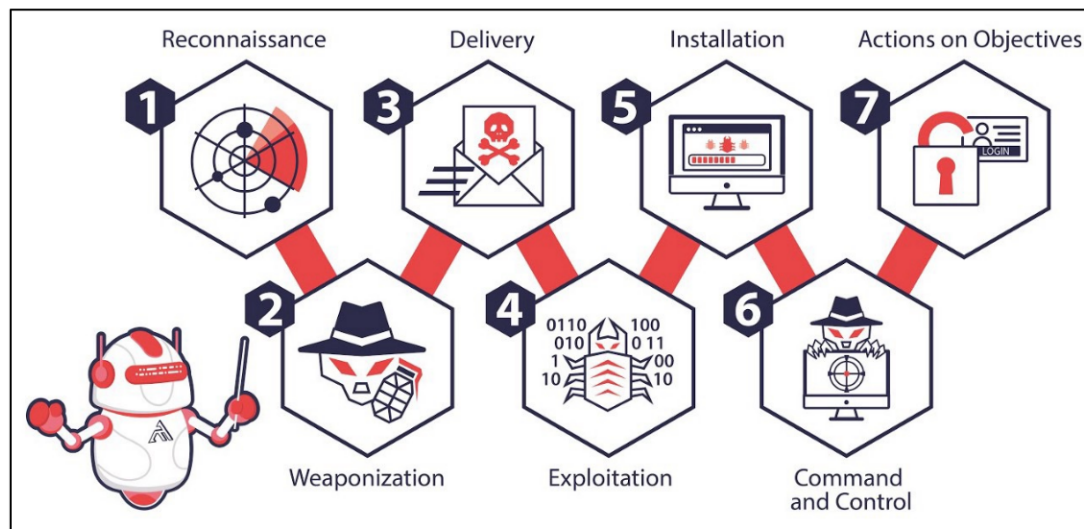 Reconnaissance
Delivery
Installation
Actions on Objectives
1
3
5
7
LOGIN
2
4
6
0110 100
010 0 11
1 00
10 10
Weaponization
Exploitation
Command
and Control